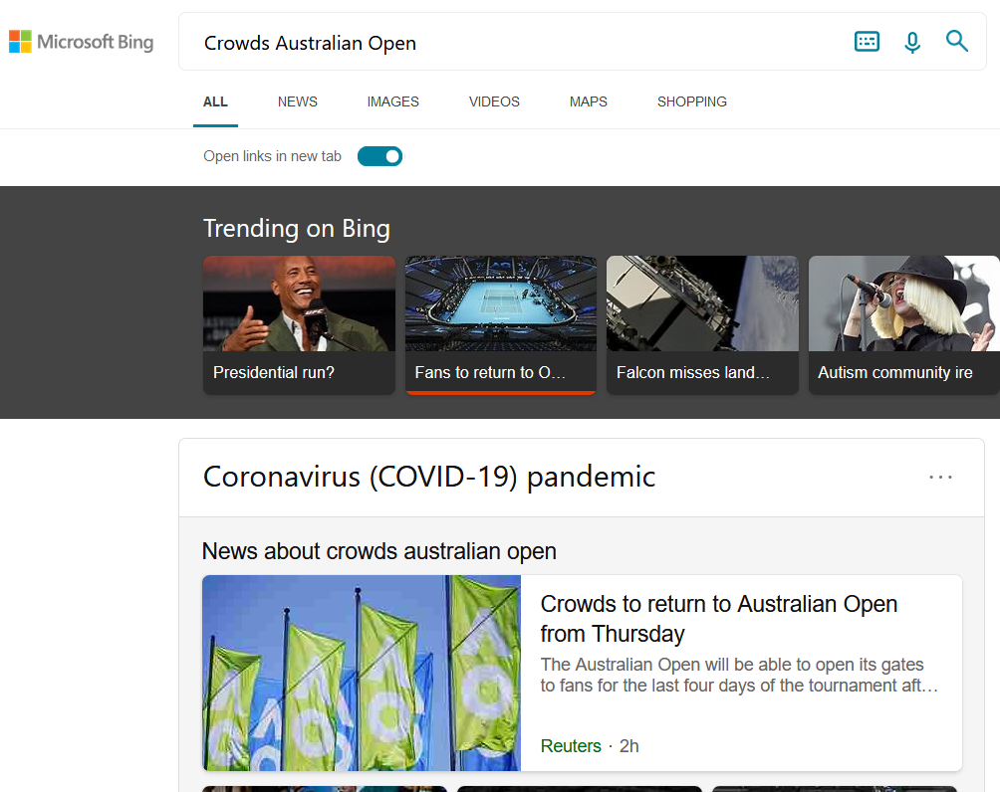 Microsoft Bing
Crowds Australian Open
ALL NEWS IMAGES VIDEOS MAPS SHOPPING
Open links in new tab
Trending on Bing
Presidential run?
Fans to return to O...
Falcon misses land...
Autism community ire
Coronavirus (COVID-19) pandemic
News about crowds australian open
AO
AO
AO
Crowds to return to Australian Open
from Thursday
The Australian Open will be able to open its gates
to fans for the last four days of the tournament aft...
Reuters · 2h